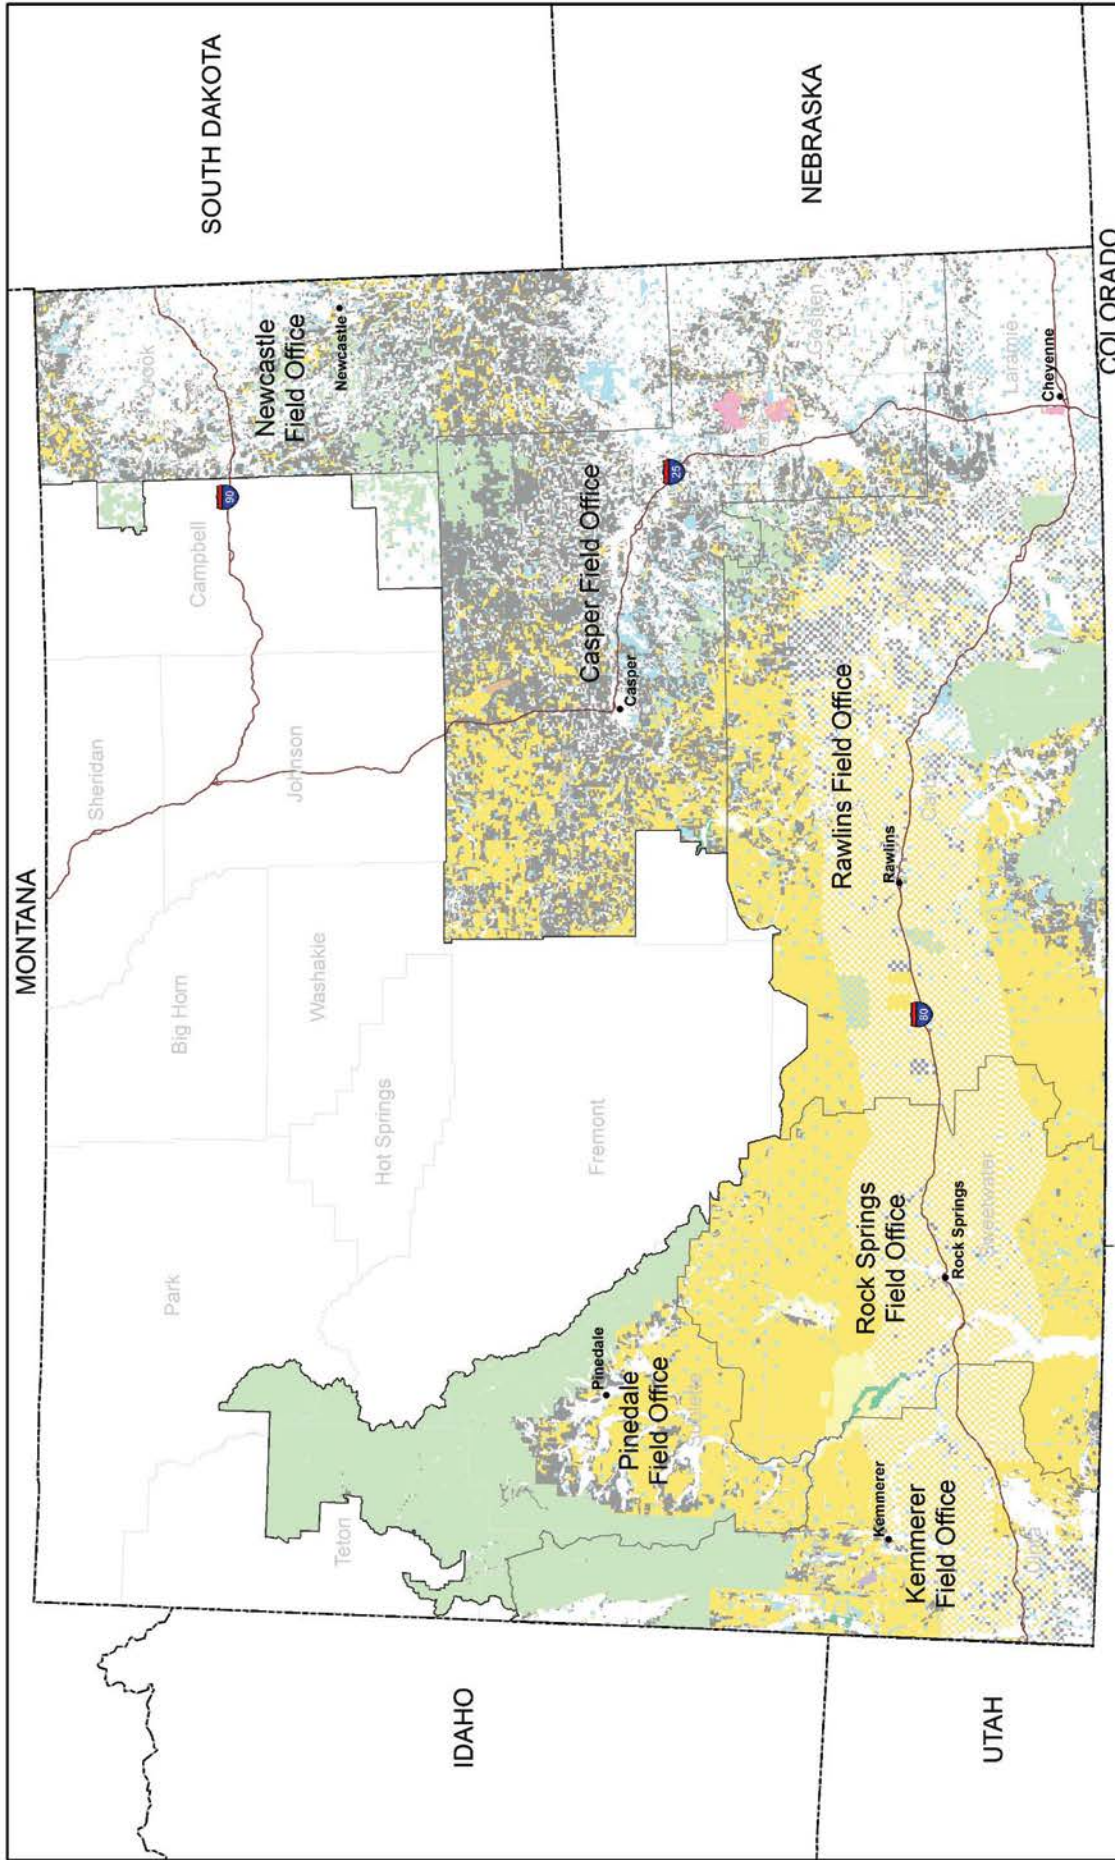 MONTANA
SOUTH DAKOTA
NEBRASKA
COLORADO
UTAH
IDAHO
Park
Big Horn
Sheridan
Campbell
Johnson
Washakie
Hot Springs
Teton
Fremont
Newcastle
Field Office
Newcastle
90
Casper Field Office
Casper
25
Pinedale
Pinedale
Field Office
Rawlins Field Office
Rawlins
80
Rock Springs
Field Office
Rock Springs
Sweetwater
Kemmerer
Kemmerer
Field Office
Laramie
Cheyenne